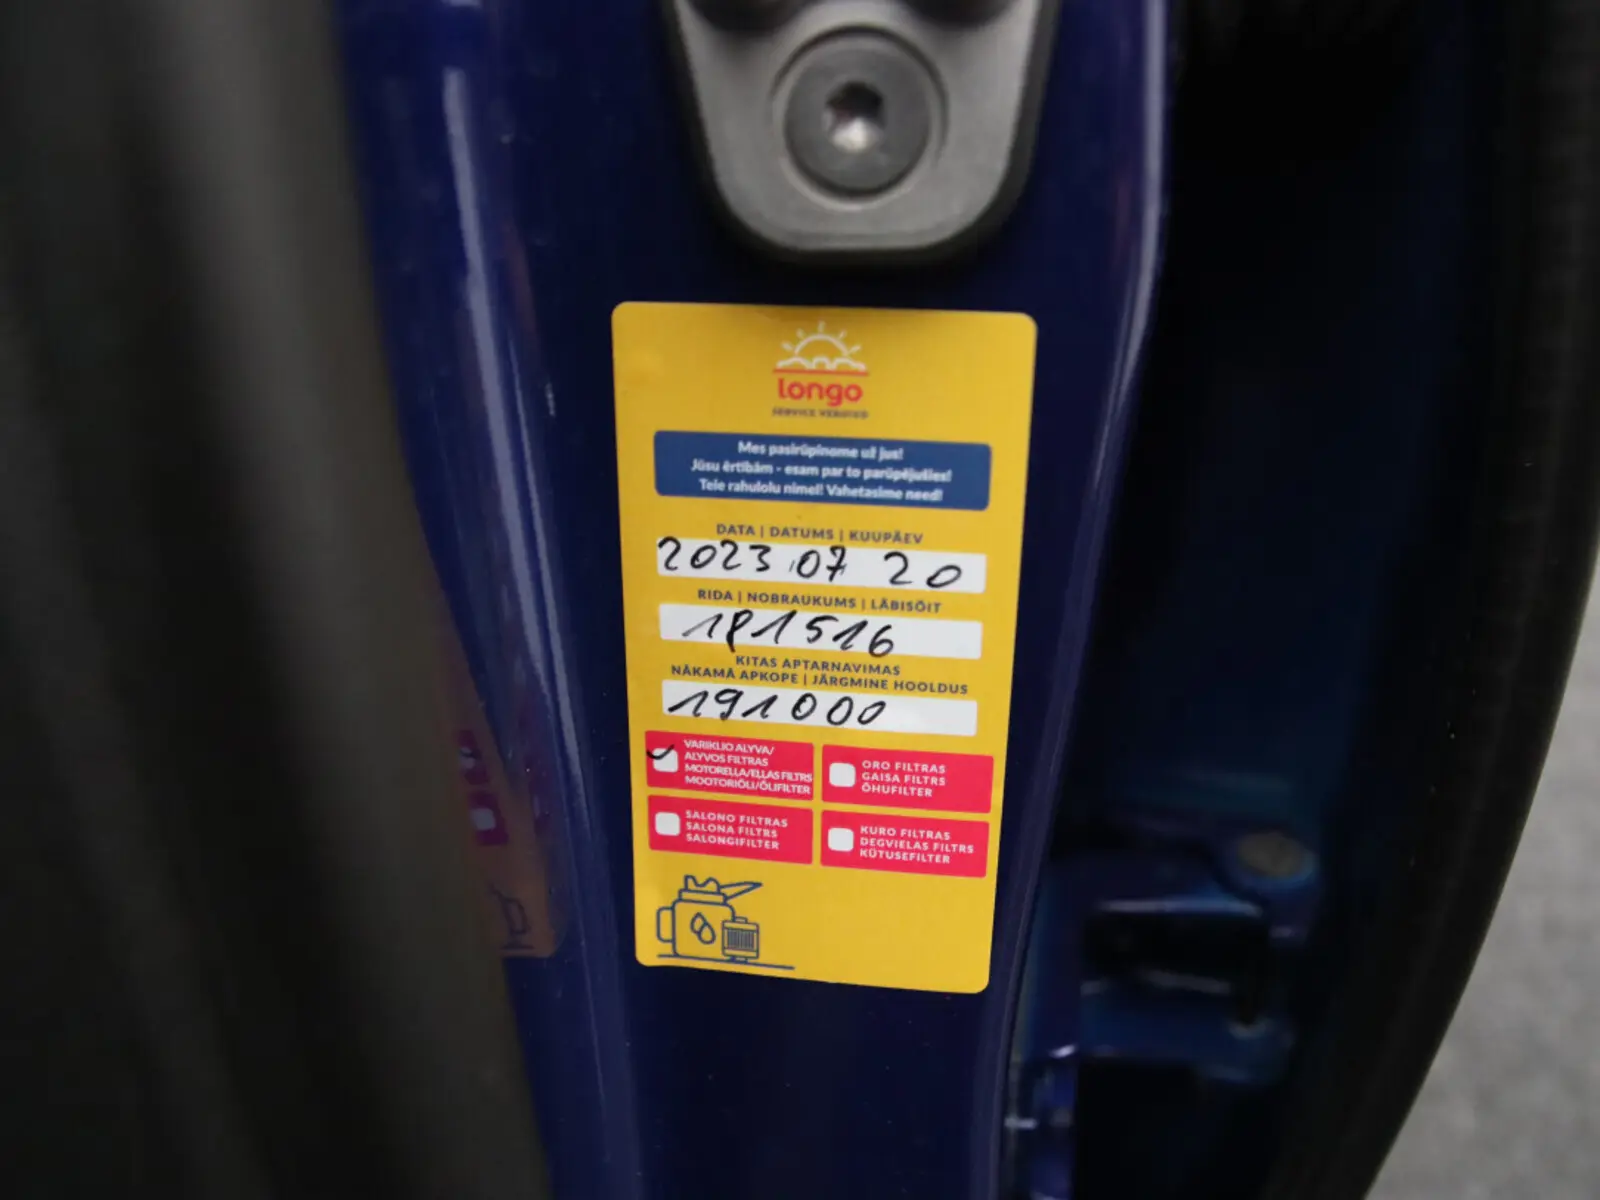 longo
SERVICE VERIFIED
Mes pasirūpinome už jus!
Jūsu ērtībām - esam par to parūpējušies!
Teie rahulolu nimel! Vahetasime need!
DATA | DATUMS | KUUPÄEV
2023.07 20
RIDA | NOBRAUKUMS | LÄBISÕIT
181516
KITAS APTARNAVIMAS
NĀKAMĀ APKOPE | JÄRGMINE HOOLDUS
191000
VARIKLIO ALYVA/
ALYVOS FILTRAS
MOTOREĻĻA/EĻĻAS FILTRS
MOOTORIÕLI/ÕLIFILTER
ORO FILTRAS
GAISA FILTRS
ÕHUFILTER
SALONO FILTRAS
SALONA FILTRS
SALONGIFILTER
KURO FILTRAS
DEGVIELAS FILTRS
KÜTUSEFILTER